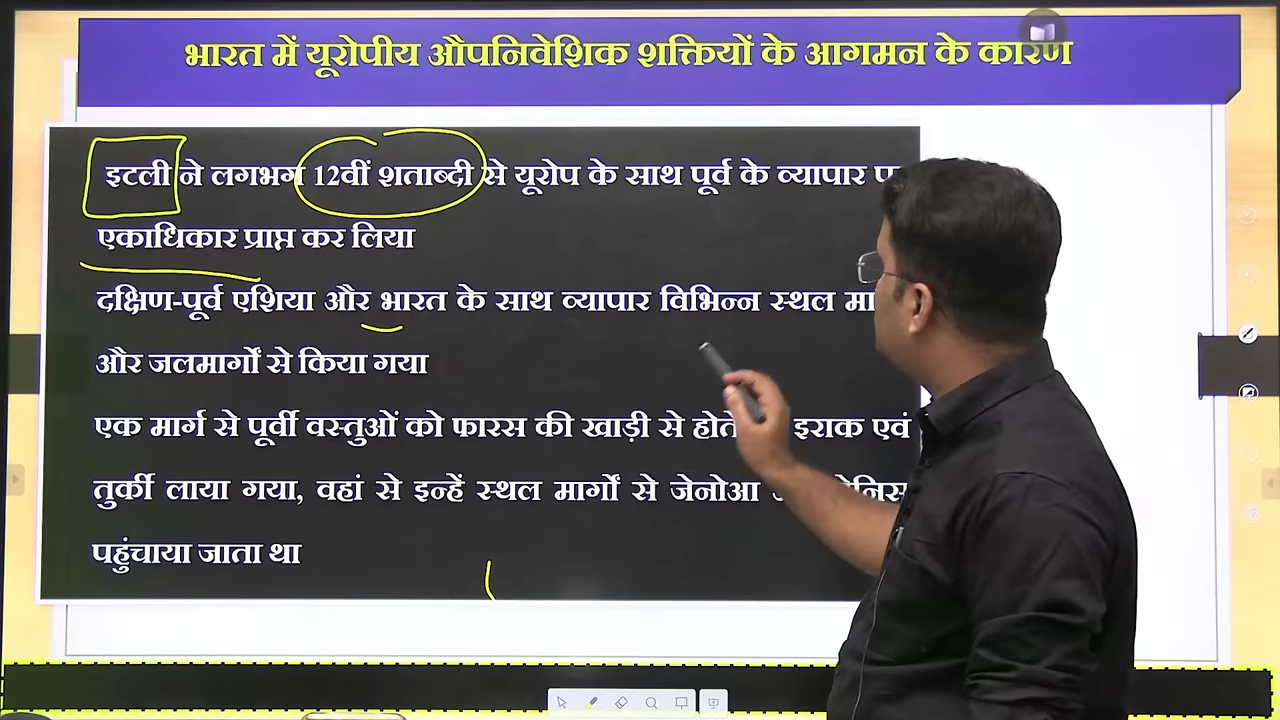 भारत में यूरोपीय औपनिवेशिक शक्तियों के आगमन के कारण
इटली ने लगभग 12वीं शताब्दी से यूरोप के साथ पूर्व के व्यापार
एकाधिकार प्राप्त कर लिया
दक्षिण-पूर्व एशिया और भारत के साथ व्यापार विभिन्न स्थल
और जलमार्गों से किया गया
एक मार्ग से पूर्वी वस्तुओं को फारस की खाड़ी से होते इराक एवं
तुर्की लाया गया, वहां से इन्हें स्थल मार्गों से जेनोआ
पहुंचाया जाता था